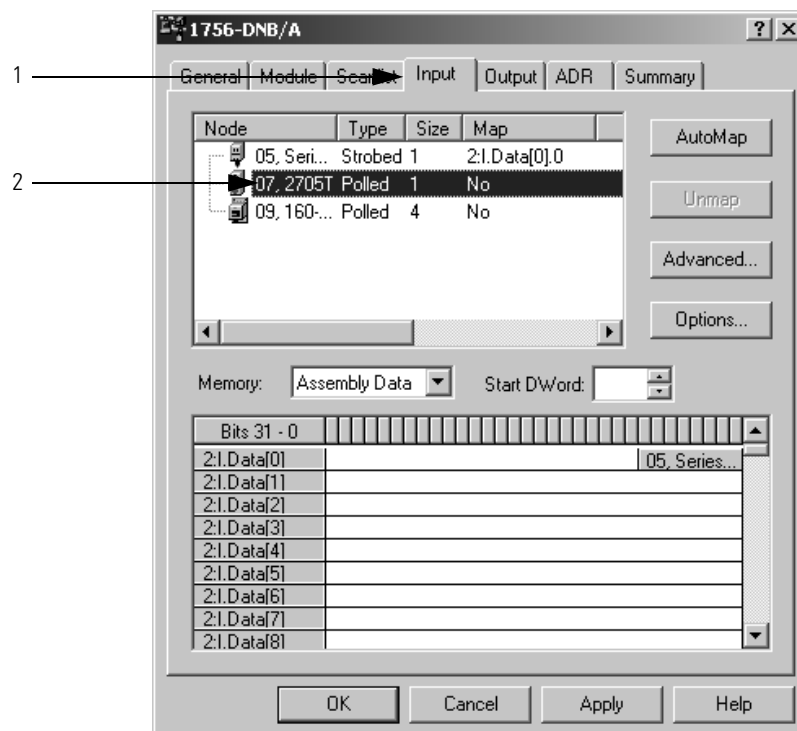 1756-DNB/A
1
General Module Scanlist Input Output ADR Summary
Node Type Size Map
AutoMap
05, Seri... Strobed 1 2:I.Data[0].0
2
07, 2705T Polled 1 No
Unmap
09, 160-... Polled 4 No
Advanced...
Options...
Memory: Assembly Data Start DWord:
Bits 31 - 0
2:I.Data[0] 05, Series...
2:I.Data[1]
2:I.Data[2]
2:I.Data[3]
2:I.Data[4]
2:I.Data[5]
2:I.Data[6]
2:I.Data[7]
2:I.Data[8]
OK Cancel Apply Help